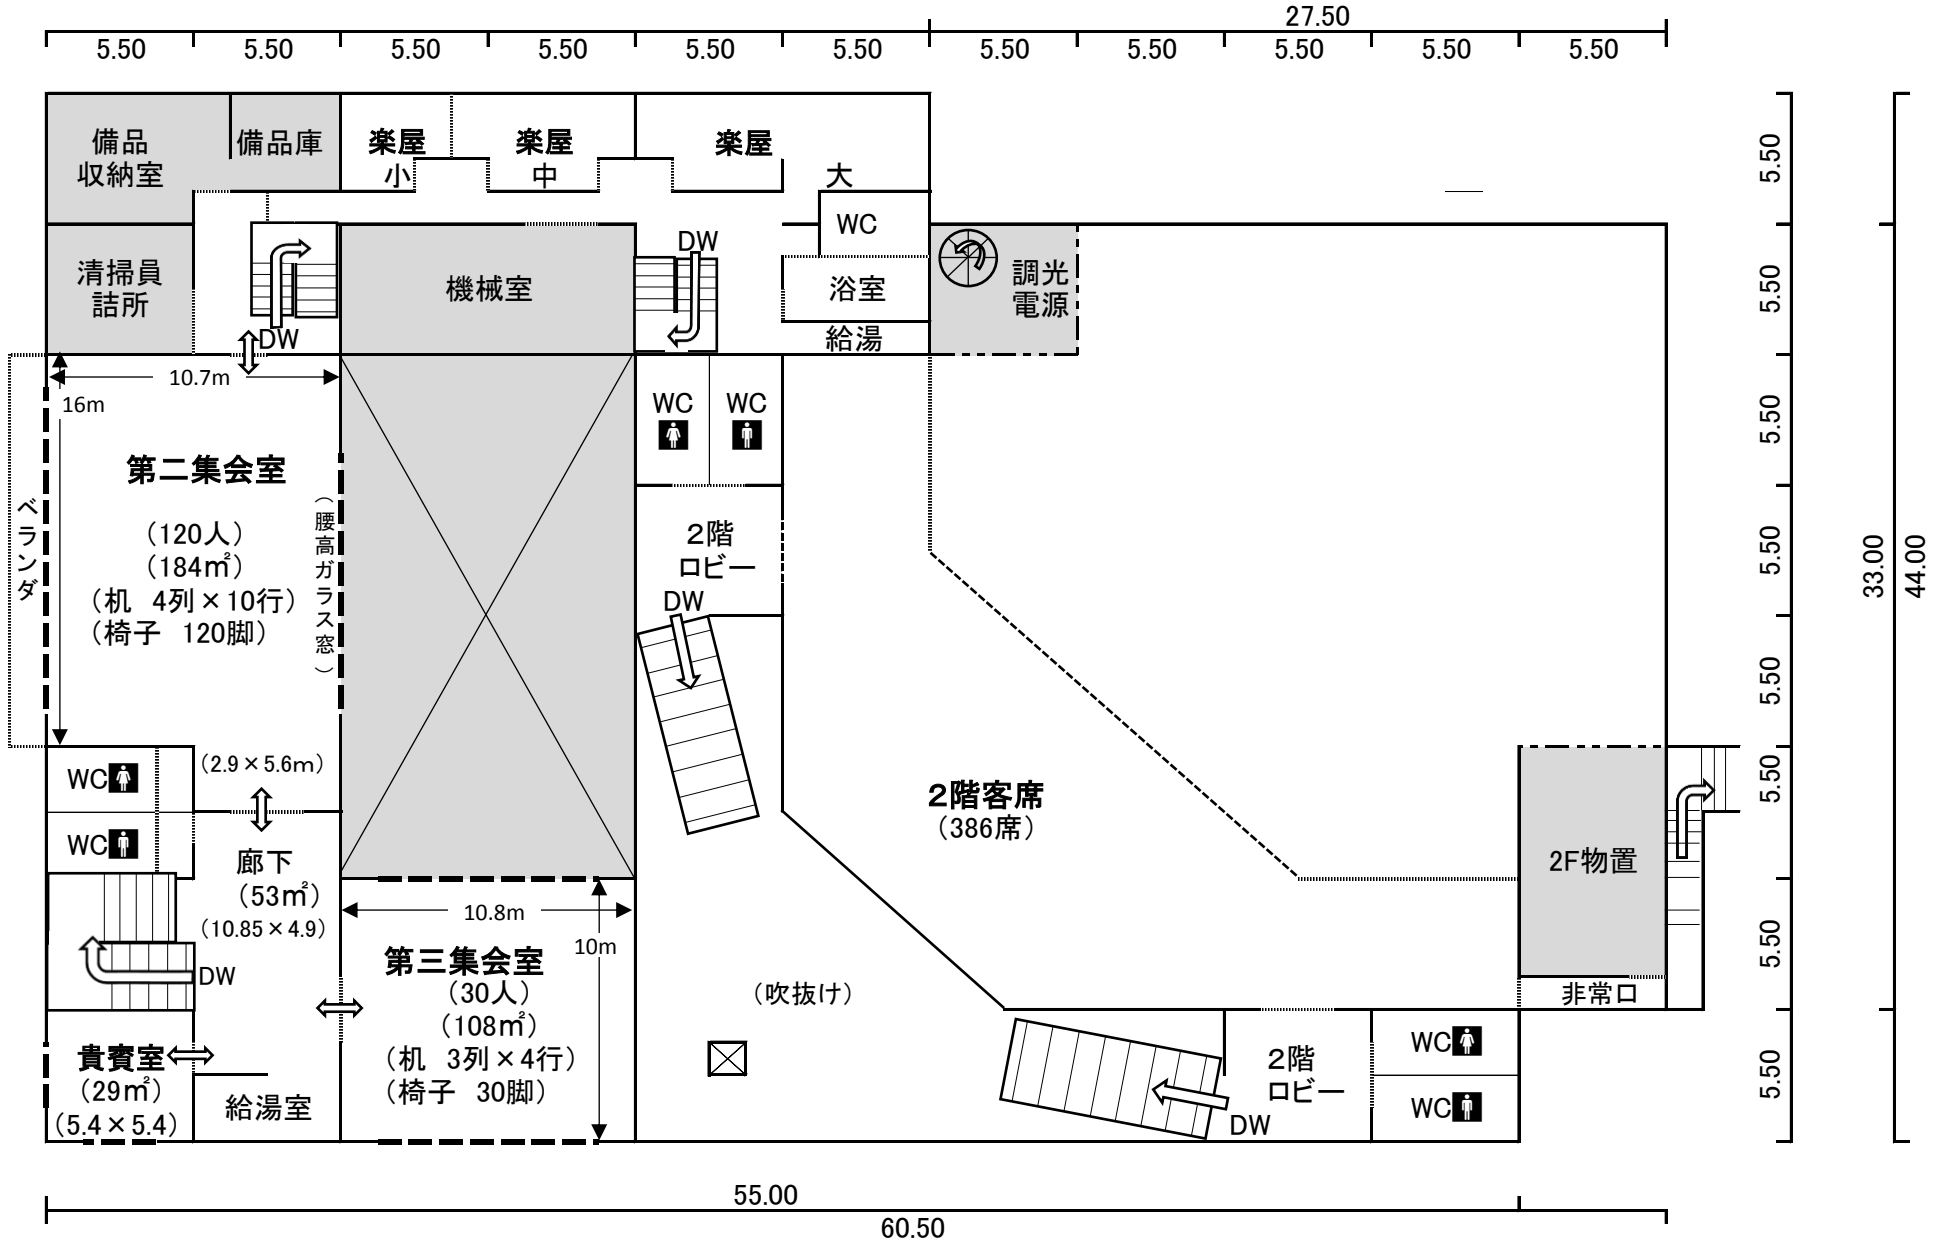 27.50
5.50 5.50 5.50 5.50 5.50 5.50 5.50 5.50 5.50 5.50 5.50
備品
収納室
備品庫
楽屋
小
楽屋
中
楽屋
大
WC
浴室
給湯
清掃員
詰所
DW
機械室
DW
調光
電源
10.7m
16m
ベランダ
第二集会室
(120人)
(184㎡)
(机 4列×10行)
(椅子 120脚)
(腰高ガラス窓)
WC
WC
2階
ロビー
DW
(2.9×5.6m)
WC
WC
廊下
(53㎡)
(10.85×4.9)
DW
10.8m
10m
第三集会室
(30人)
(108㎡)
(机 3列×4行)
(椅子 30脚)
貴賓室
(29㎡)
(5.4×5.4)
給湯室
(吹抜け)
2階客席
(386席)
2F物置
非常口
2階
ロビー
DW
WC
WC
5.50
5.50
5.50
5.50
5.50
5.50
5.50
5.50
33.00
44.00
55.00
60.50